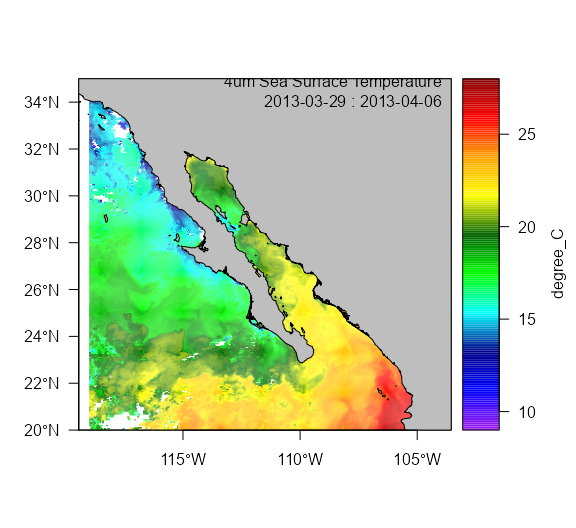 4um Sea Surface Temperature
2013-03-29 : 2013-04-06
34°N
32°N
30°N
28°N
26°N
24°N
22°N
20°N
115°W
110°W
105°W
25
20
15
10
degree_C